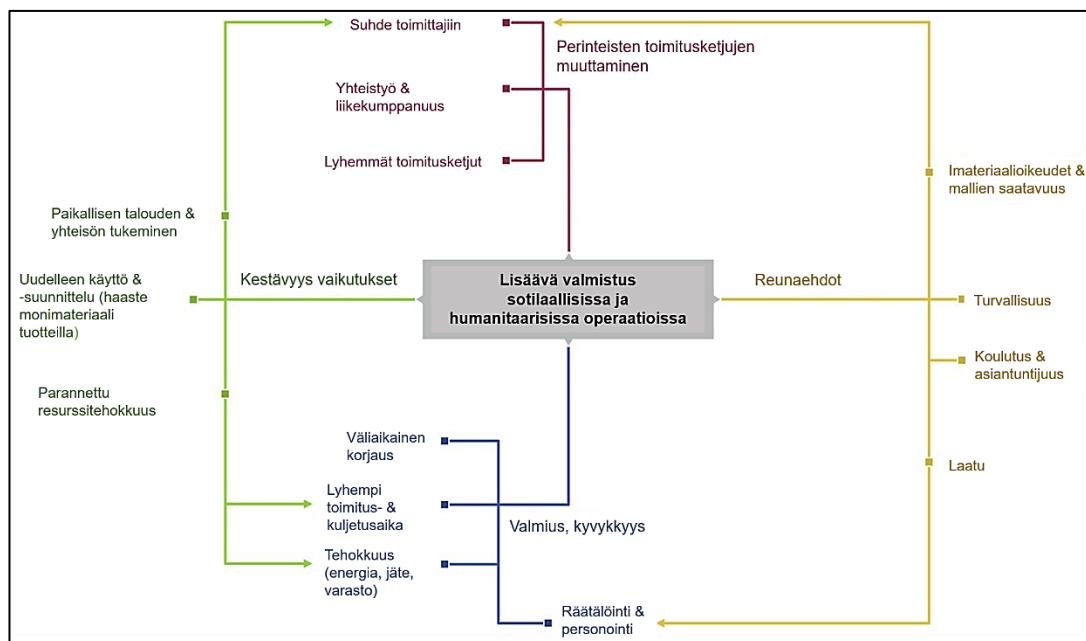 Suhde toimittajiin
Perinteisten toimitusketjujen
muuttaminen
Yhteistyö &
liikekumppanuus
Lyhemmät toimitusketjut
Imateriaalioikeudet &
mallien saatavuus
Paikallisen talouden &
yhteisön tukeminen
Uudelleen käyttö &
-suunnittelu (haaste
monimateriaali
tuotteilla)
Kestävyys vaikutukset
Lisäävä valmistus
sotilaallisissa ja
humanitaarisissa operaatioissa
Reunaehdot
Turvallisuus
Koulutus &
asiantuntijuus
Parannettu
resurssitehokkuus
Väliaikainen
korjaus
Laatu
Lyhempi
toimitus- &
kuljetusaika
Valmius, kyvykkyys
Tehokkuus
(energia, jäte,
varasto)
Räätälöinti &
personointi